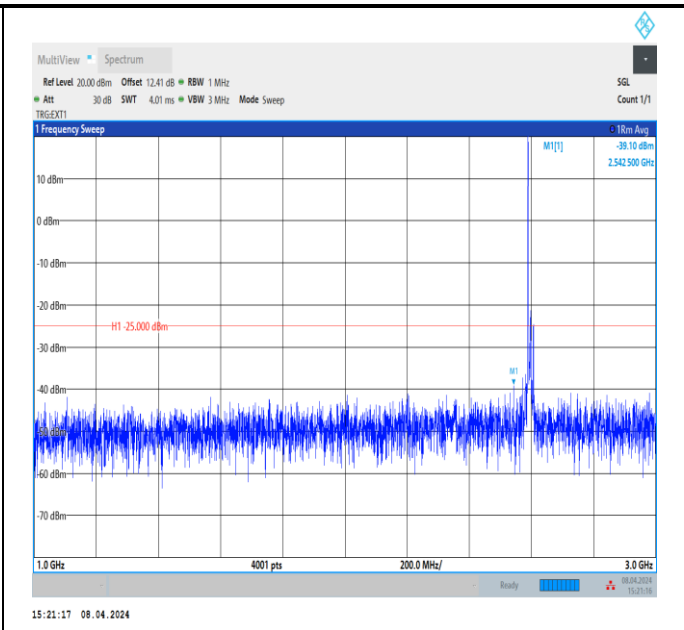 MultiView Spectrum
Ref Level 20.00 dBm Offset 12.41 dB RBW 1 MHz SGL
Att 30 dB SWT 4.01 ms VBW 3 MHz Mode Sweep Count 1/1
TRG:EXT1
1 Frequency Sweep 1Rm Avg
M1[1] -39.10 dBm
2.542 500 GHz
10 dBm
0 dBm
-10 dBm
-20 dBm
H1 -25.000 dBm
-30 dBm
M1
-40 dBm
-60 dBm
-70 dBm
1.0 GHz 4001 pts 200.0 MHz/ 3.0 GHz
Ready 08.04.2024
15:21:18
15:21:17 08.04.2024